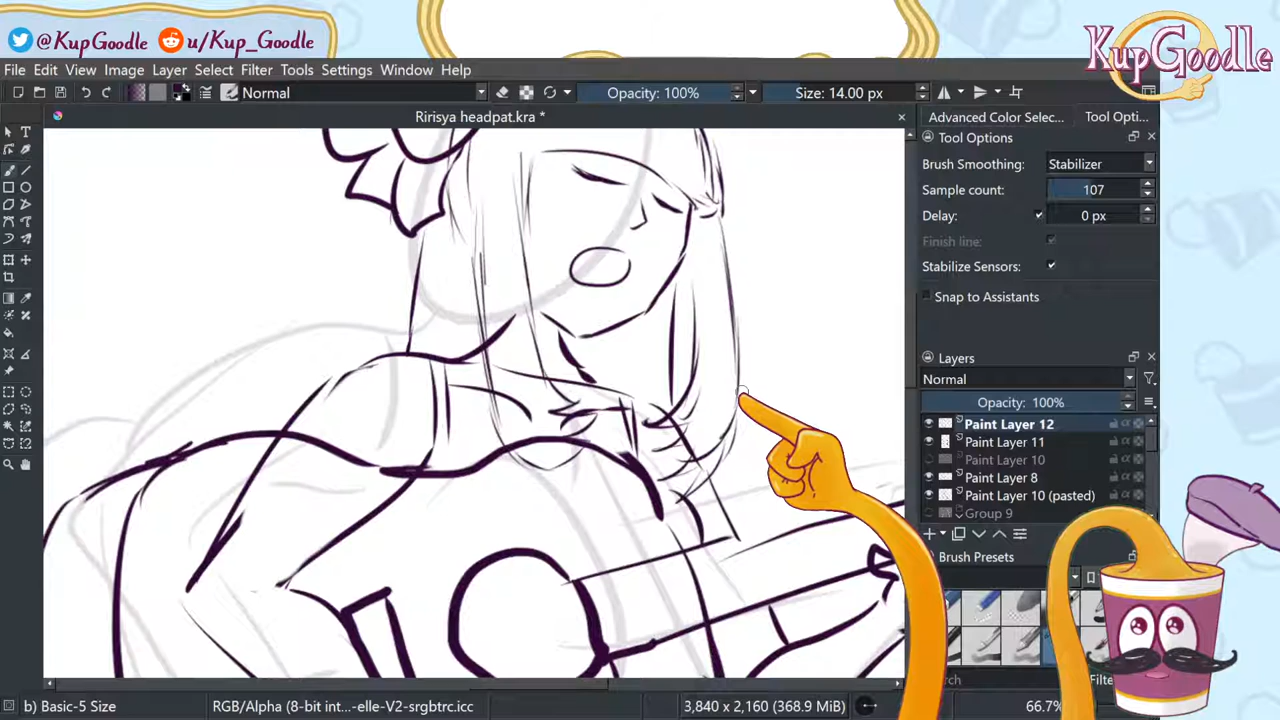 @KupGoodle u/Kup_Goodle
KupGoodle
File Edit View Image Layer Select Filter Tools Settings Window Help
Normal Opacity: 100% Size: 14.00 px
Ririsya headpat.kra *
Advanced Color Selec... Tool Opti...
Tool Options
Brush Smoothing: Stabilizer
Sample count: 107
Delay: 0 px
Finish line:
Stabilize Sensors:
Snap to Assistants
Layers
Normal
Opacity: 100%
Paint Layer 12
Paint Layer 11
Paint Layer 10
Paint Layer 8
Paint Layer 10 (pasted)
Group 9
Brush Presets
b) Basic-5 Size RGB/Alpha (8-bit int...-elle-V2-srgbtrc.icc 3,840 x 2,160 (368.9 MiB) 66.7%